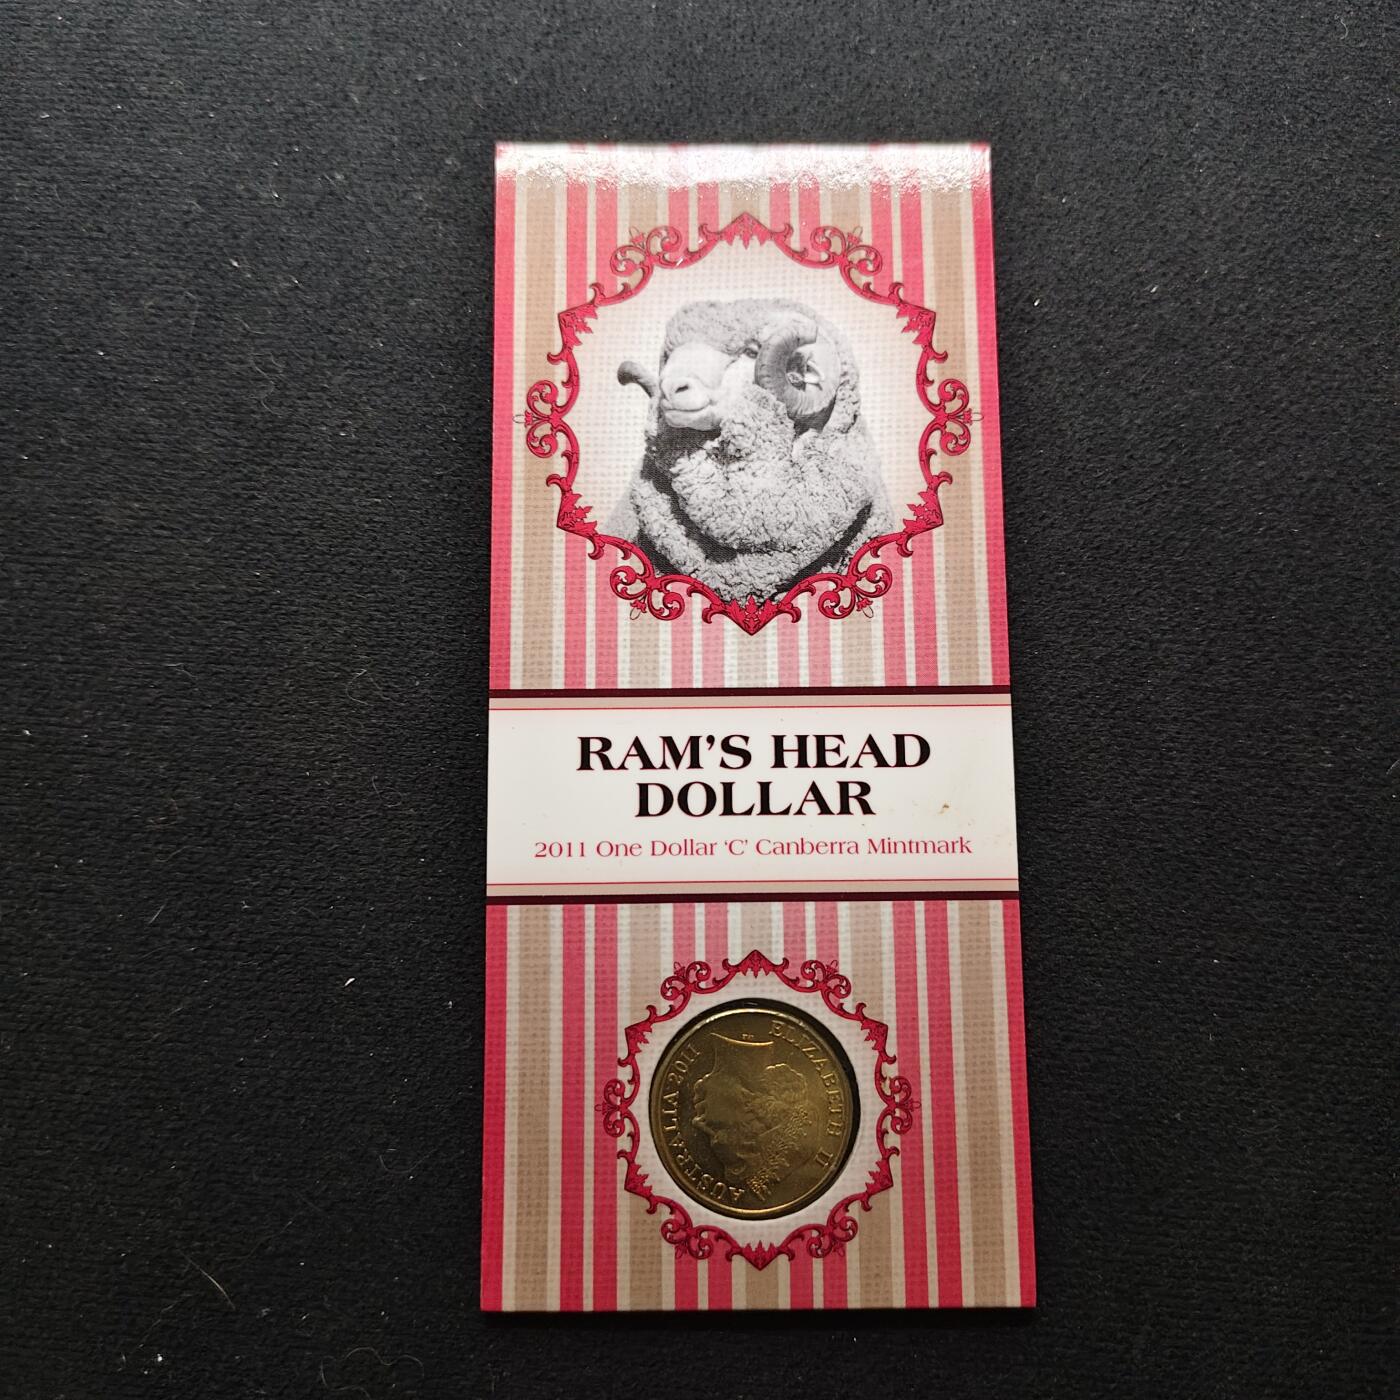 RAM’S HEAD
DOLLAR
2011 One Dollar ‘C’ Canberra Mintmark
ELIZABETH II
AUSTRALIA 2011